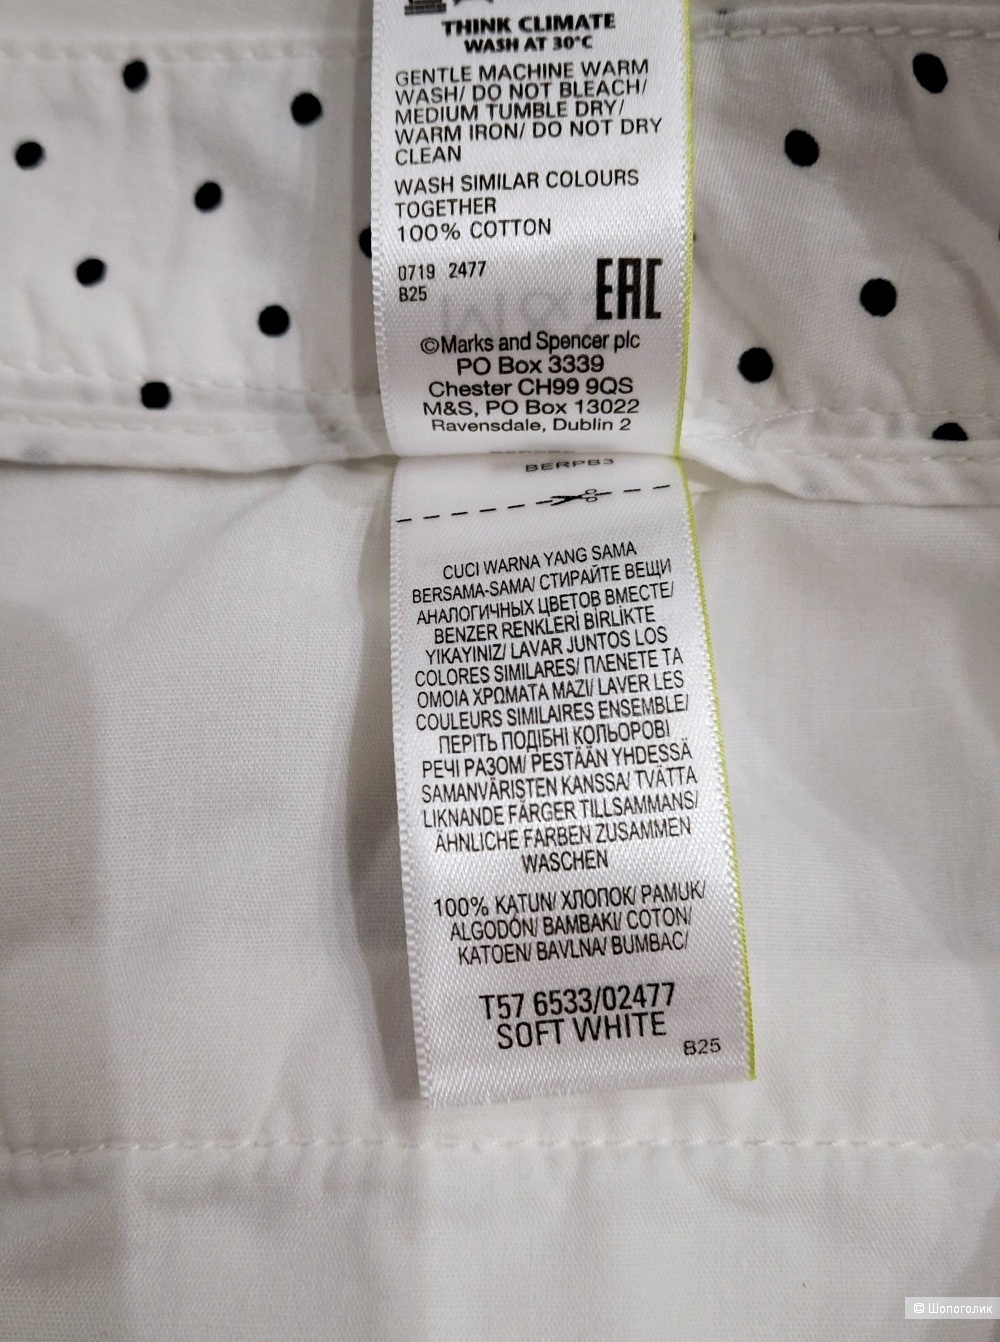 THINK CLIMATE
WASH AT 30°C
GENTLE MACHINE WARM
WASH/ DO NOT BLEACH/
MEDIUM TUMBLE DRY/
WARM IRON/ DO NOT DRY
CLEAN
WASH SIMILAR COLOURS
TOGETHER
100% COTTON
0719 2477
B25
EAC
©Marks and Spencer plc
PO Box 3339
Chester CH99 9QS
M&S, PO Box 13022
Ravensdale, Dublin 2
BERPB3
CUCI WARNA YANG SAMA
BERSAMA-SAMA/ СТИРАЙТЕ ВЕЩИ
АНАЛОГИЧНЫХ ЦВЕТОВ ВМЕСТЕ/
BENZER RENKLERİ BİRLİKTE
YIKAYINIZ/ LAVAR JUNTOS LOS
COLORES SIMILARES/ ΠΛΕΝΕΤΕ ΤΑ
ΟΜΟΙΑ ΧΡΩΜΑΤΑ ΜΑΖΙ/ LAVER LES
COULEURS SIMILAIRES ENSEMBLE/
ПЕРІТЬ ПОДІБНІ КОЛЬОРОВІ
РЕЧІ РАЗОМ/ PESTÄÄN YHDESSÄ
SAMANVÄRISTEN KANSSA/ TVÄTTA
LIKNANDE FÄRGER TILLSAMMANS/
ÄHNLICHE FARBEN ZUSAMMEN
WASCHEN
100% KATUN/ ХЛОПОК/ PAMUK/
ALGODÓN/ ΒΑΜΒΑΚΙ/ COTON/
KATOEN/ BAVLNA/ BUMBAC/
T57 6533/02477
SOFT WHITE
B25
© Шопоголик